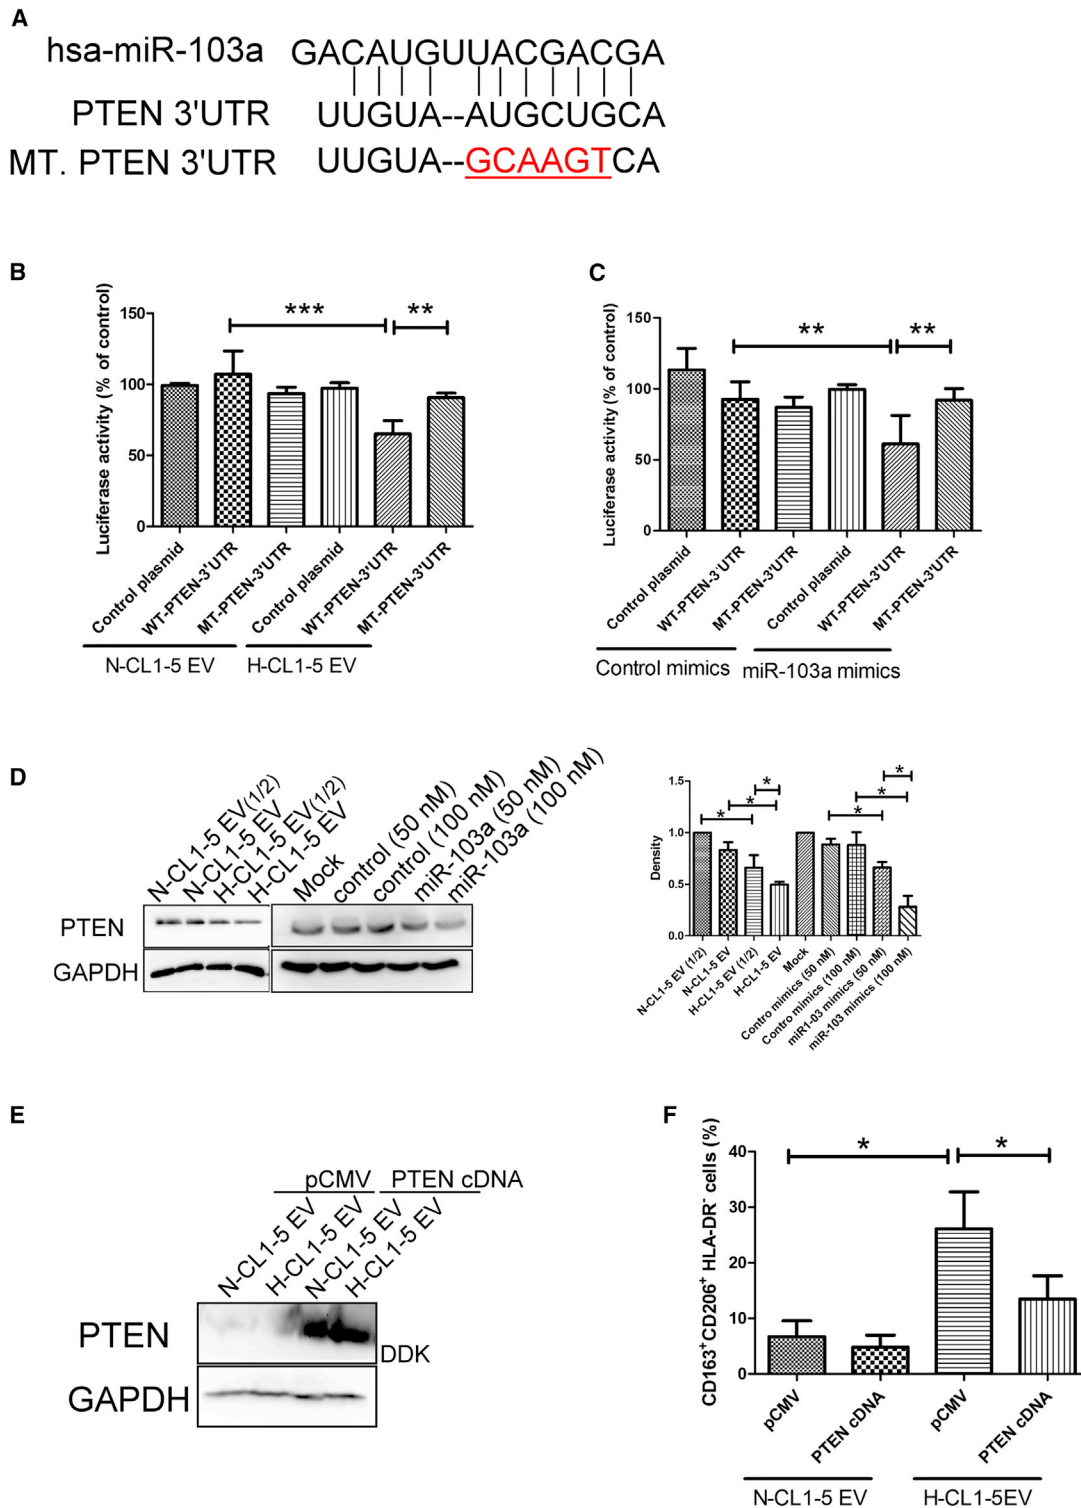 A
hsa-miR-103a GACAUGUUACGACGA
PTEN 3'UTR UUGUA--AUGCUGCA
MT. PTEN 3'UTR UUGUA--GCAAGTCA
B
Luciferase activity (% of control)
150
100
50
0
*** **
Control plasmid
WT-PTEN-3'UTR
MT-PTEN-3'UTR
Control plasmid
WT-PTEN-3'UTR
MT-PTEN-3'UTR
N-CL1-5 EV H-CL1-5 EV
C
Luciferase activity (% of control)
150
100
50
0
** **
Control plasmid
WT-PTEN-3'UTR
MT-PTEN-3'UTR
Control plasmid
WT-PTEN-3'UTR
MT-PTEN-3'UTR
Control mimics miR-103a mimics
D
N-CL1-5 EV(1/2)
N-CL1-5 EV
H-CL1-5 EV(1/2)
H-CL1-5 EV
Mock
control (50 nM)
control (100 nM)
miR-103a (50 nM)
miR-103a (100 nM)
PTEN
GAPDH
Density
1.5
1.0
0.5
0.0
* * * * * *
N-CL1-5 EV (1/2)
N-CL1-5 EV
H-CL1-5 EV (1/2)
H-CL1-5 EV
Mock
Contro mimics (50 nM)
Contro mimics (100 nM)
miR1-03 mimics (50 nM)
miR-103 mimics (100 nM)
E
pCMV PTEN cDNA
N-CL1-5 EV
H-CL1-5 EV
N-CL1-5 EV
H-CL1-5 EV
PTEN
DDK
GAPDH
F
CD163+CD206+ HLA-DR- cells (%)
40
30
20
10
0
* *
pCMV
PTEN cDNA
pCMV
PTEN cDNA
N-CL1-5 EV H-CL1-5EV